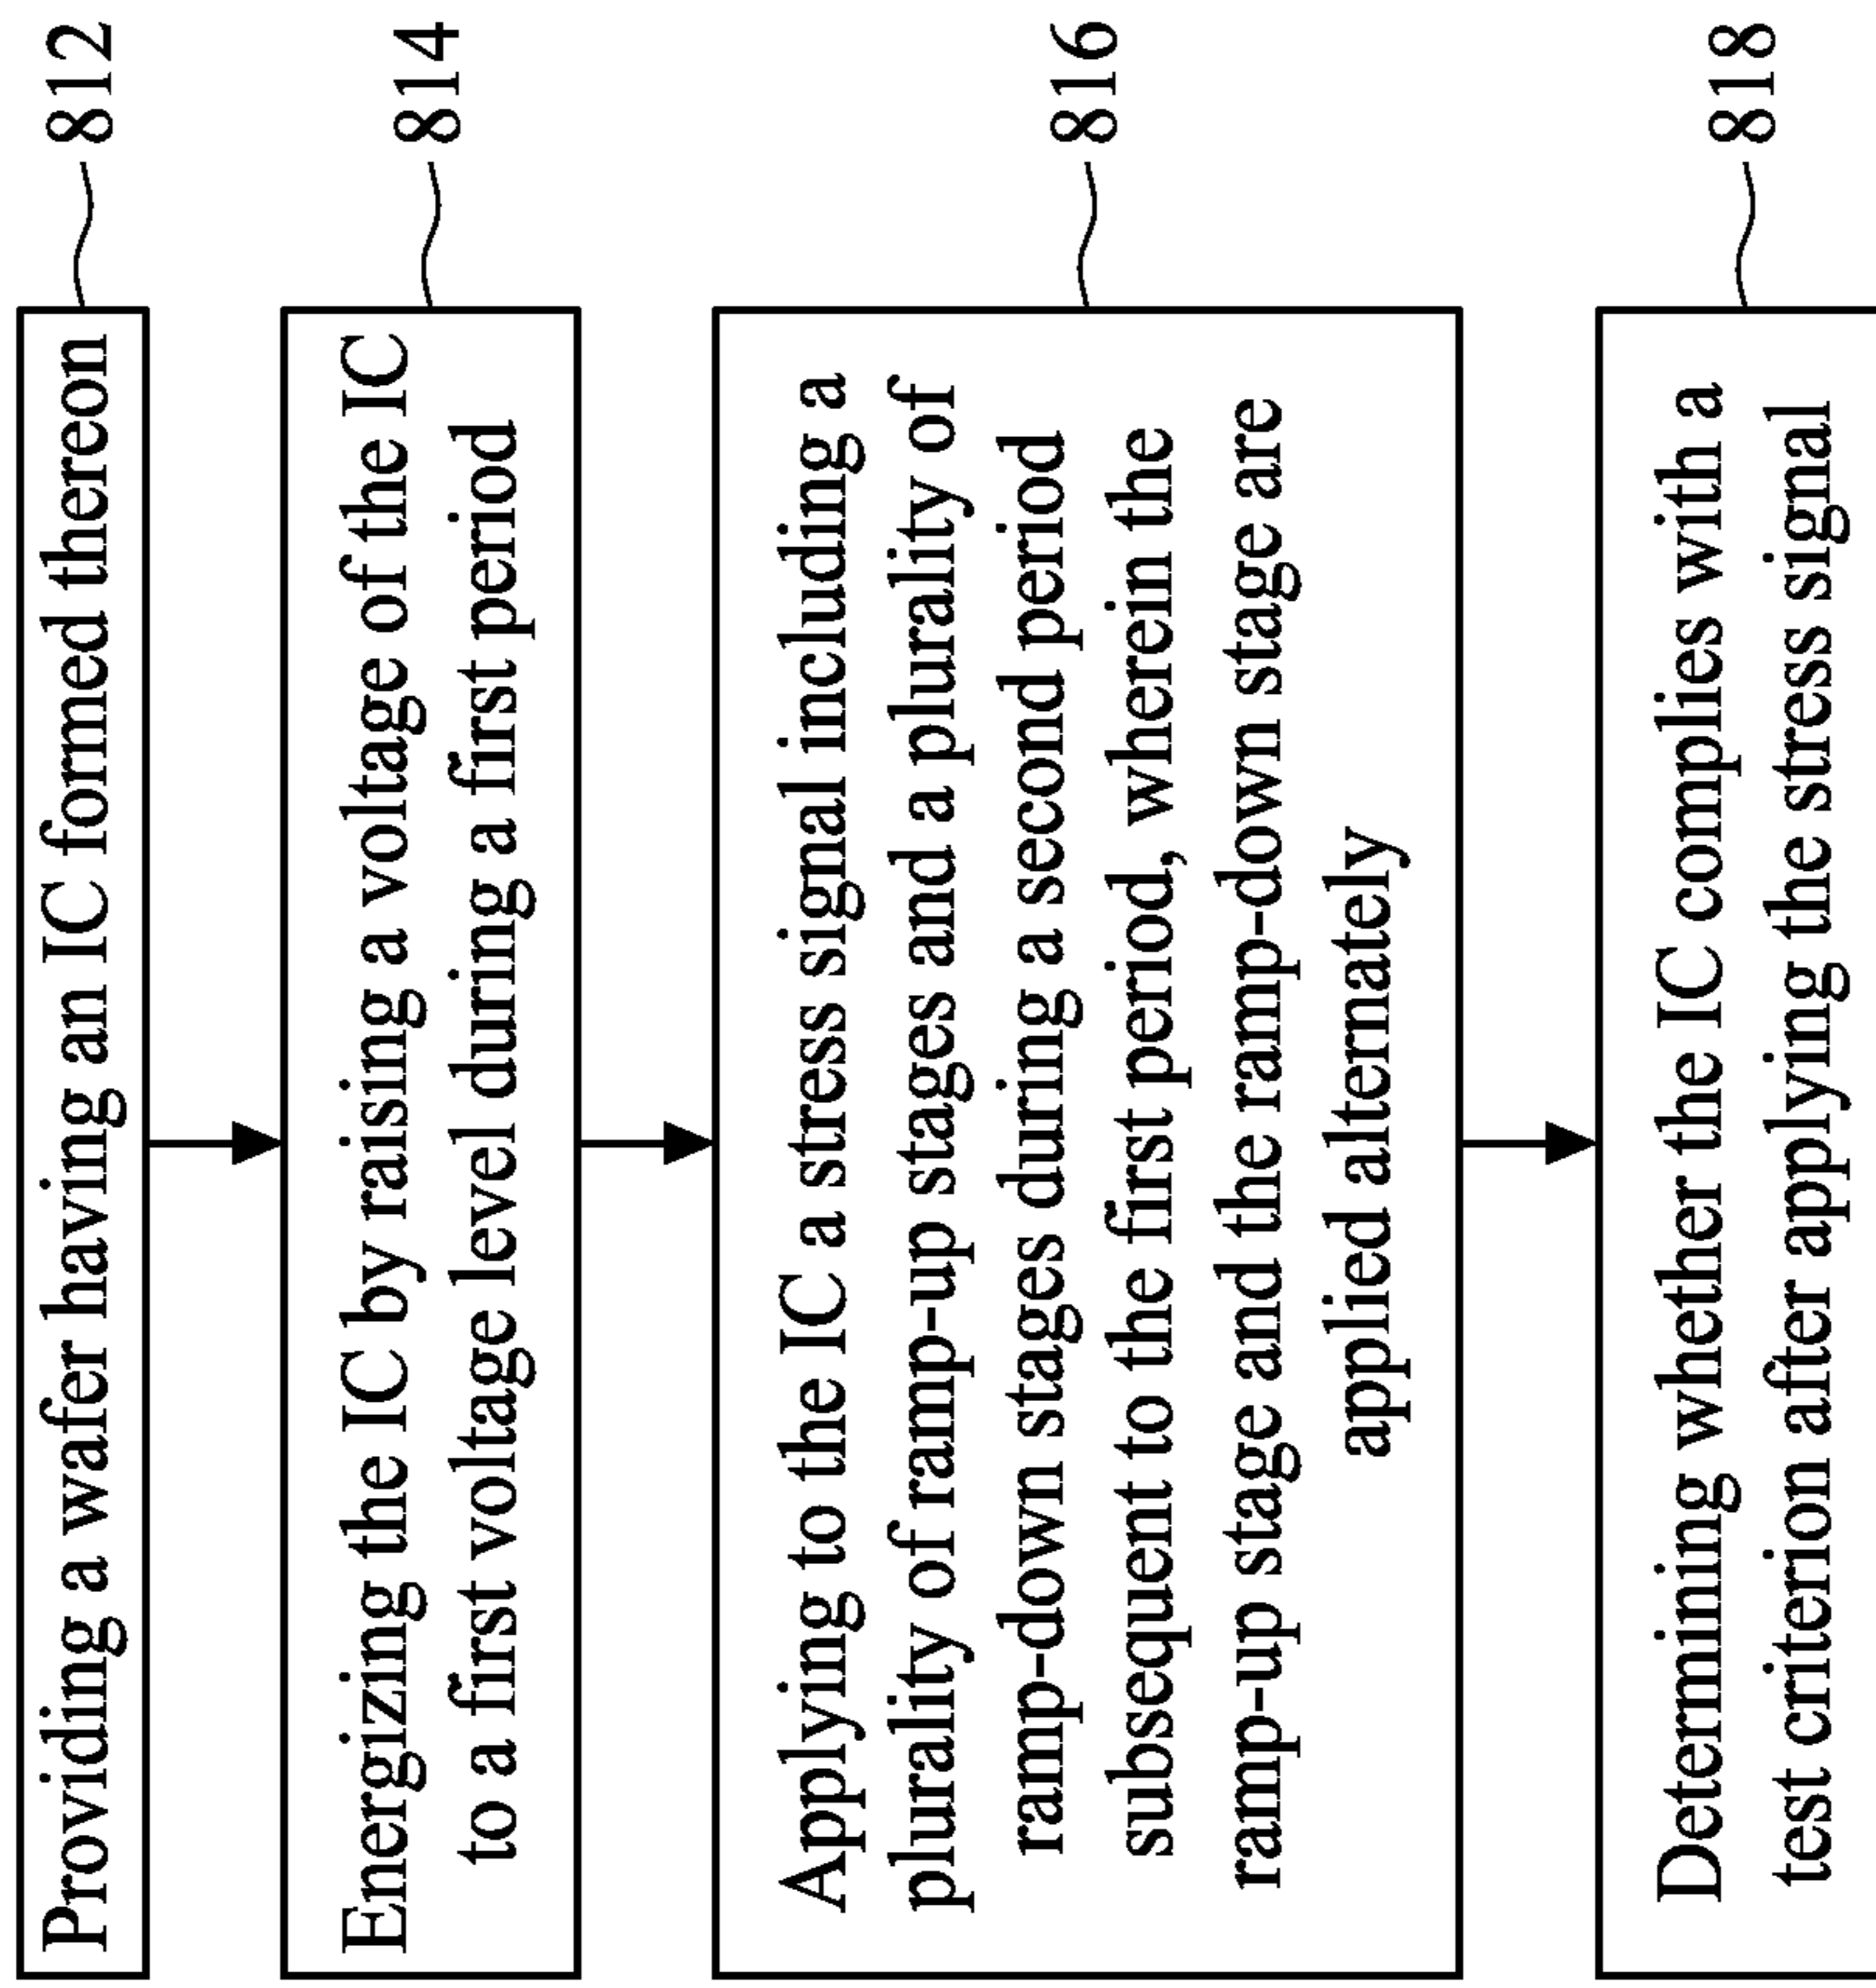 Providing a wafer having an IC formed thereon
812
Energizing the IC by raising a voltage of the IC
to a first voltage level during a first period
814
Applying to the IC a stress signal including a
plurality of ramp-up stages and a plurality of
ramp-down stages during a second period
subsequent to the first period, wherein the
ramp-up stage and the ramp-down stage are
applied alternately
816
Determining whether the IC complies with a
test criterion after applying the stress signal
818